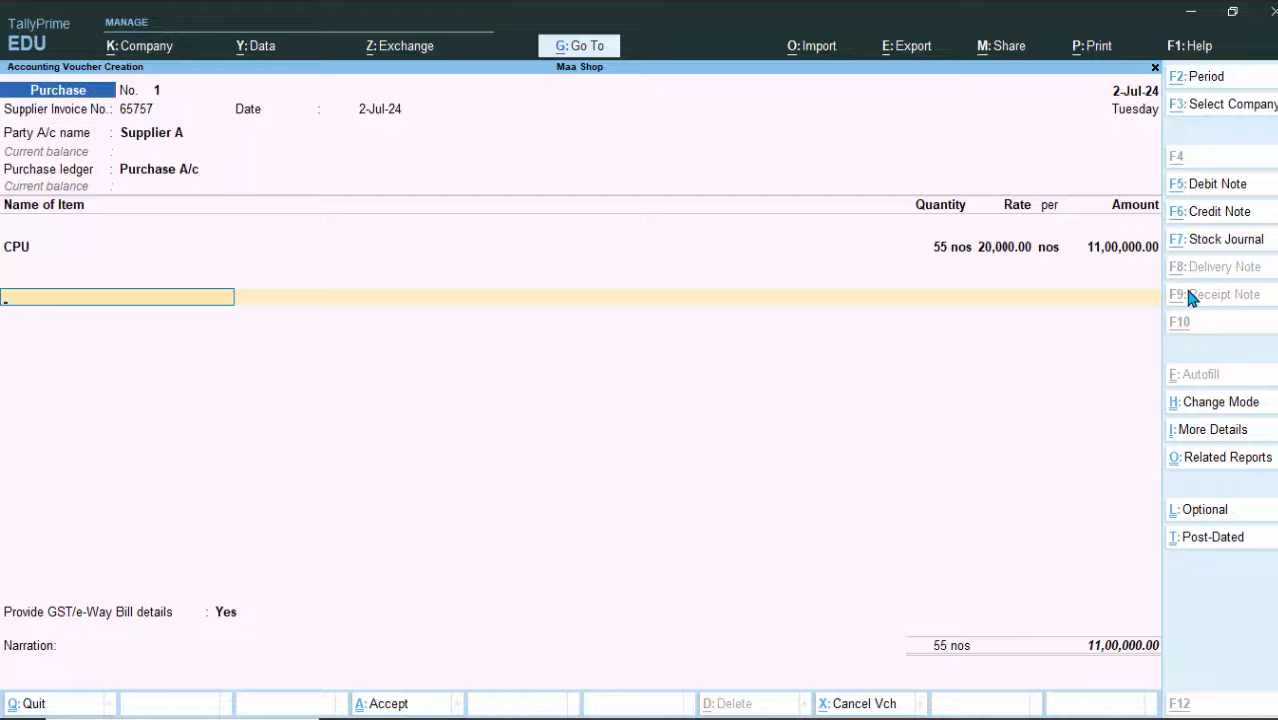 TallyPrime
EDU
MANAGE
K: Company
Y: Data
Z: Exchange
G: Go To
O: Import
E: Export
M: Share
P: Print
F1: Help
Accounting Voucher Creation
Maa Shop
x
Purchase No. 1
2-Jul-24
Supplier Invoice No.: 65757 Date : 2-Jul-24
Tuesday
Party A/c name : Supplier A
Current balance :
Purchase ledger : Purchase A/c
Current balance :
Name of Item Quantity Rate per Amount
CPU 55 nos 20,000.00 nos 11,00,000.00
Provide GST/e-Way Bill details : Yes
Narration:
55 nos 11,00,000.00
F2: Period
F3: Select Company
F4
F5: Debit Note
F6: Credit Note
F7: Stock Journal
F8: Delivery Note
F9: Receipt Note
F10
F: Autofill
H: Change Mode
I: More Details
O: Related Reports
L: Optional
T: Post-Dated
Q: Quit
A: Accept
D: Delete
X: Cancel Vch
F12